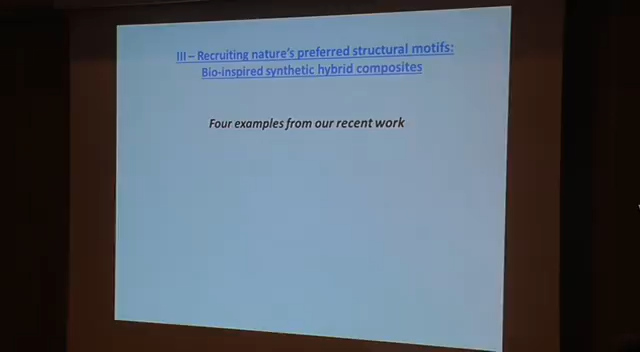 III – Recruiting nature's preferred structural motifs:
Bio-inspired synthetic hybrid composites
Four examples from our recent work